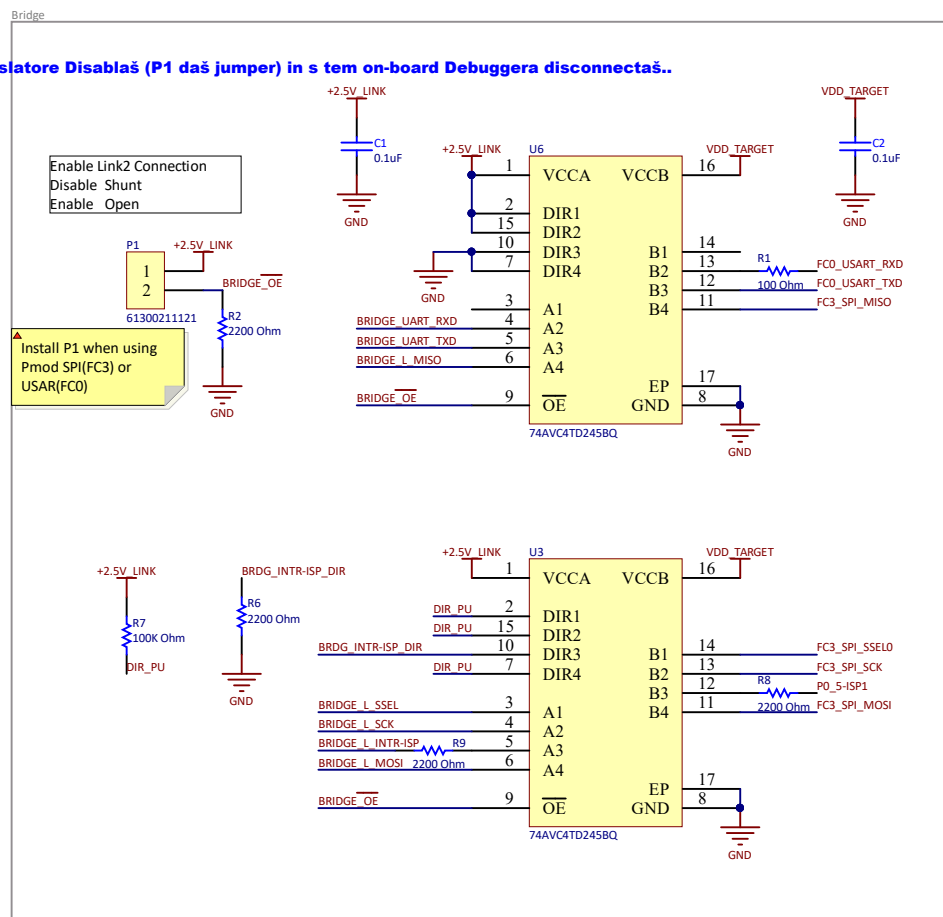 Bridge
slatore Disablaš (P1 daš jumper) in s tem on-board Debuggera disconnectaš..
+2.5V_LINK
C1
0.1uF
GND
VDD_TARGET
C2
0.1uF
GND
Enable Link2 Connection
Disable Shunt
Enable Open
P1
+2.5V_LINK
1
2
BRIDGE_OE
61300211121
R2
2200 Ohm
GND
Install P1 when using
Pmod SPI(FC3) or
USAR(FC0)
+2.5V_LINK
U6
VDD_TARGET
1 VCCA VCCB 16
2 DIR1
15 DIR2
10 DIR3 B1 14
7 DIR4 B2 13 R1 100 Ohm FC0_USART_RXD
B3 12 FC0_USART_TXD
3 A1 B4 11 FC3_SPI_MISO
BRIDGE_UART_RXD 4 A2
BRIDGE_UART_TXD 5 A3
BRIDGE_L_MISO 6 A4
EP 17
BRIDGE_OE 9 OE GND 8
GND
74AVC4TD245BQ
GND
+2.5V_LINK
R7
100K Ohm
DIR_PU
BRDG_INTR-ISP_DIR
R6
2200 Ohm
GND
+2.5V_LINK
U3
VDD_TARGET
1 VCCA VCCB 16
DIR_PU 2 DIR1
DIR_PU 15 DIR2
BRDG_INTR-ISP_DIR 10 DIR3 B1 14 FC3_SPI_SSEL0
DIR_PU 7 DIR4 B2 13 FC3_SPI_SCK
B3 12 R8 2200 Ohm P0_5-ISP1
BRIDGE_L_SSEL 3 A1 B4 11 FC3_SPI_MOSI
BRIDGE_L_SCK 4 A2
BRIDGE_L_INTR-ISP R9 2200 Ohm 5 A3
BRIDGE_L_MOSI 6 A4
EP 17
BRIDGE_OE 9 OE GND 8
74AVC4TD245BQ
GND